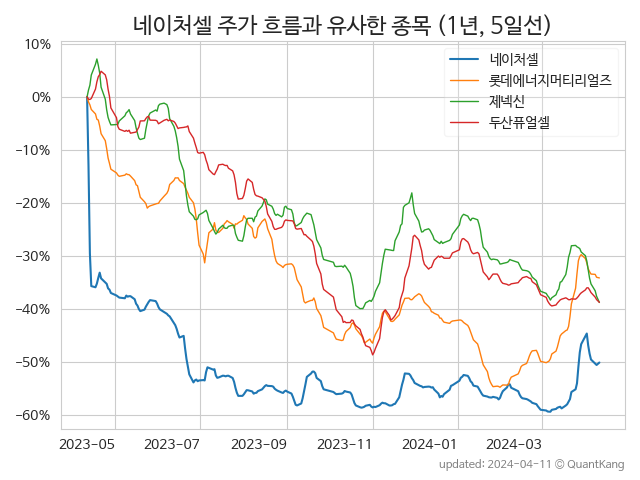 네이처셀 주가 흐름과 유사한 종목 (1년, 5일선)
네이처셀
롯데에너지머티리얼즈
제넥신
두산퓨얼셀
10%
0%
−10%
−20%
−30%
−40%
−50%
−60%
2023-05 2023-07 2023-09 2023-11 2024-01 2024-03
updated: 2024-04-11 © QuantKang